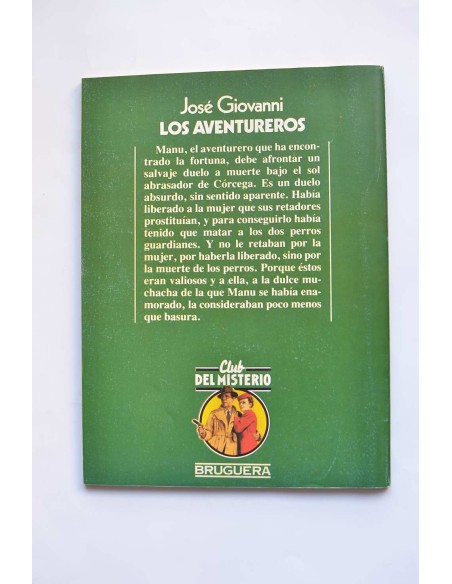 José Giovanni
LOS AVENTUREROS
Manu, el aventurero que ha encon-
trado la fortuna, debe afrontar un
salvaje duelo a muerte bajo el sol
abrasador de Córcega. Es un duelo
absurdo, sin sentido aparente. Había
liberado a la mujer que sus retadores
prostituían, y para conseguirlo había
tenido que matar a los dos perros
guardianes. Y no le retaban por la
mujer, por haberla liberado, sino por
la muerte de los perros. Porque éstos
eran valiosos y a ella, a la dulce mu-
chacha de la que Manu se había ena-
morado, la consideraban poco menos
que basura.
Club
DEL MISTERIO
BRUGUERA